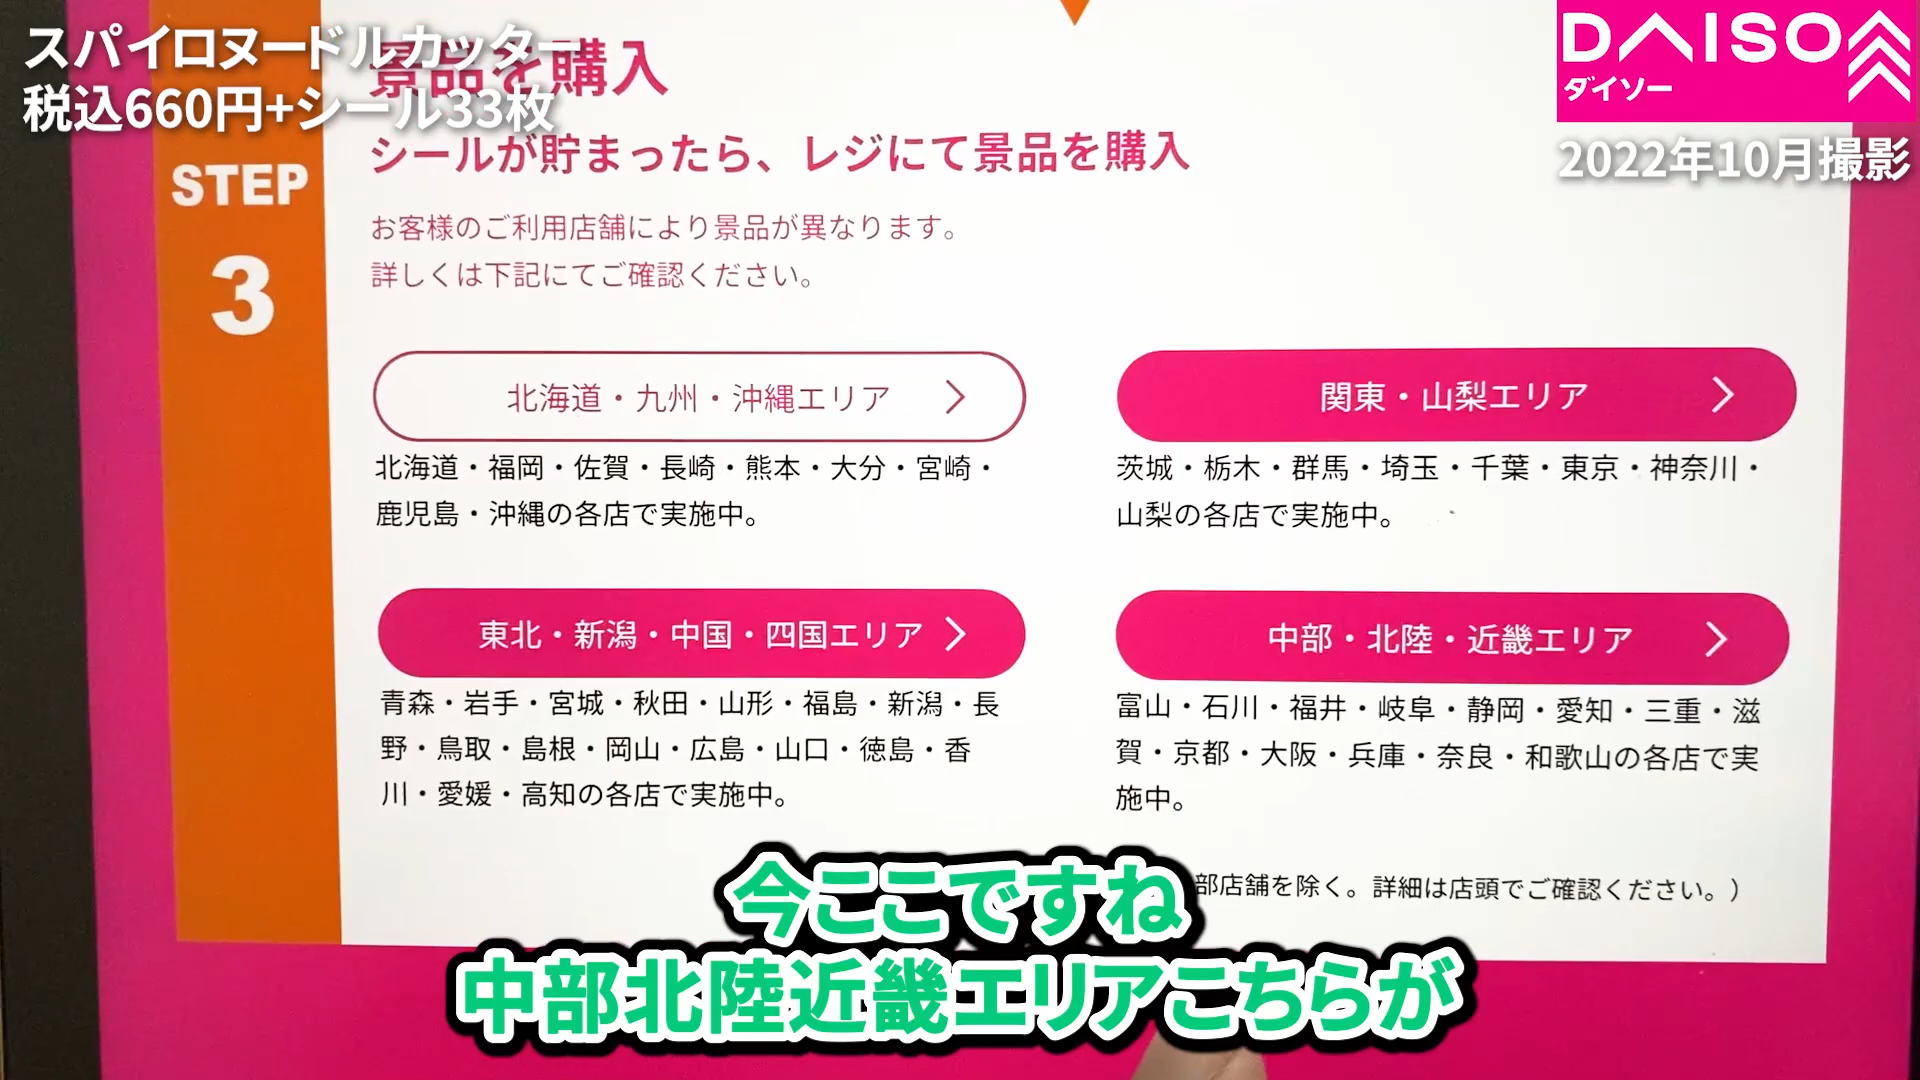 スパイロヌードルカッター
税込660円+シール33枚
DAISO
ダイソー
2022年10月撮影
景品を購入
シールが貯まったら、レジにて景品を購入
STEP
3
お客様のご利用店舗により景品が異なります。
詳しくは下記にてご確認ください。
北海道・九州・沖縄エリア
北海道・福岡・佐賀・長崎・熊本・大分・宮崎・
鹿児島・沖縄の各店で実施中。
関東・山梨エリア
茨城・栃木・群馬・埼玉・千葉・東京・神奈川・
山梨の各店で実施中。
東北・新潟・中国・四国エリア
青森・岩手・宮城・秋田・山形・福島・新潟・長
野・鳥取・島根・岡山・広島・山口・徳島・香
川・愛媛・高知の各店で実施中。
中部・北陸・近畿エリア
富山・石川・福井・岐阜・静岡・愛知・三重・滋
賀・京都・大阪・兵庫・奈良・和歌山の各店で実
施中。
部店舗を除く。詳細は店頭でご確認ください。）
今ここですね
中部北陸近畿エリアこちらが